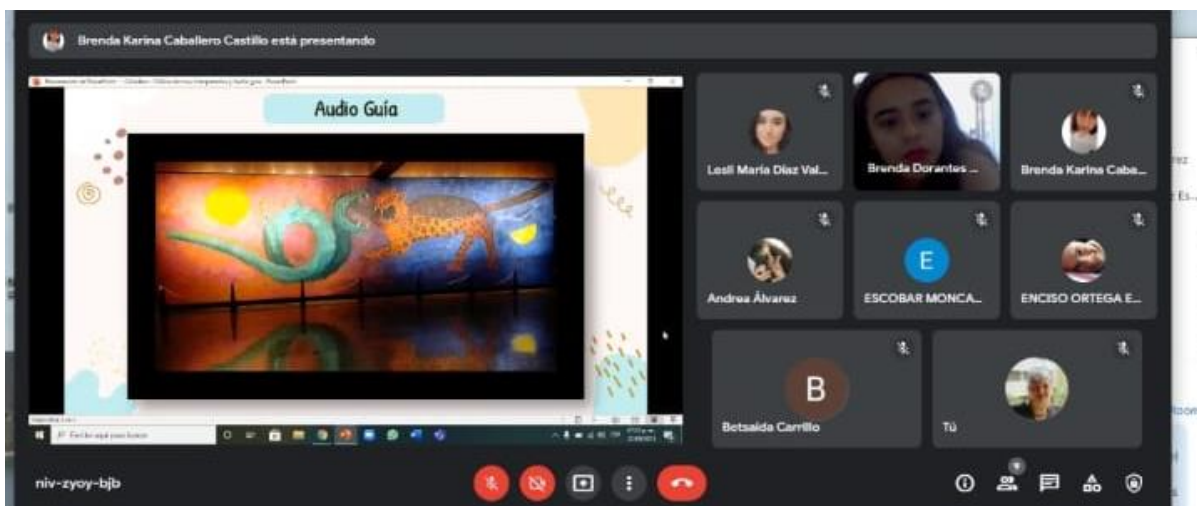 Brenda Karina Caballero Castillo está presentando
Audio Guía
Lesli María Díaz Val...
Brenda Dorantes ...
Brenda Karina Caba...
Andrea Álvarez
ESCOBAR MONCA...
ENCISO ORTEGA E...
E
B
Betsaida Carrillo
Tú
niv-zyoy-bjb